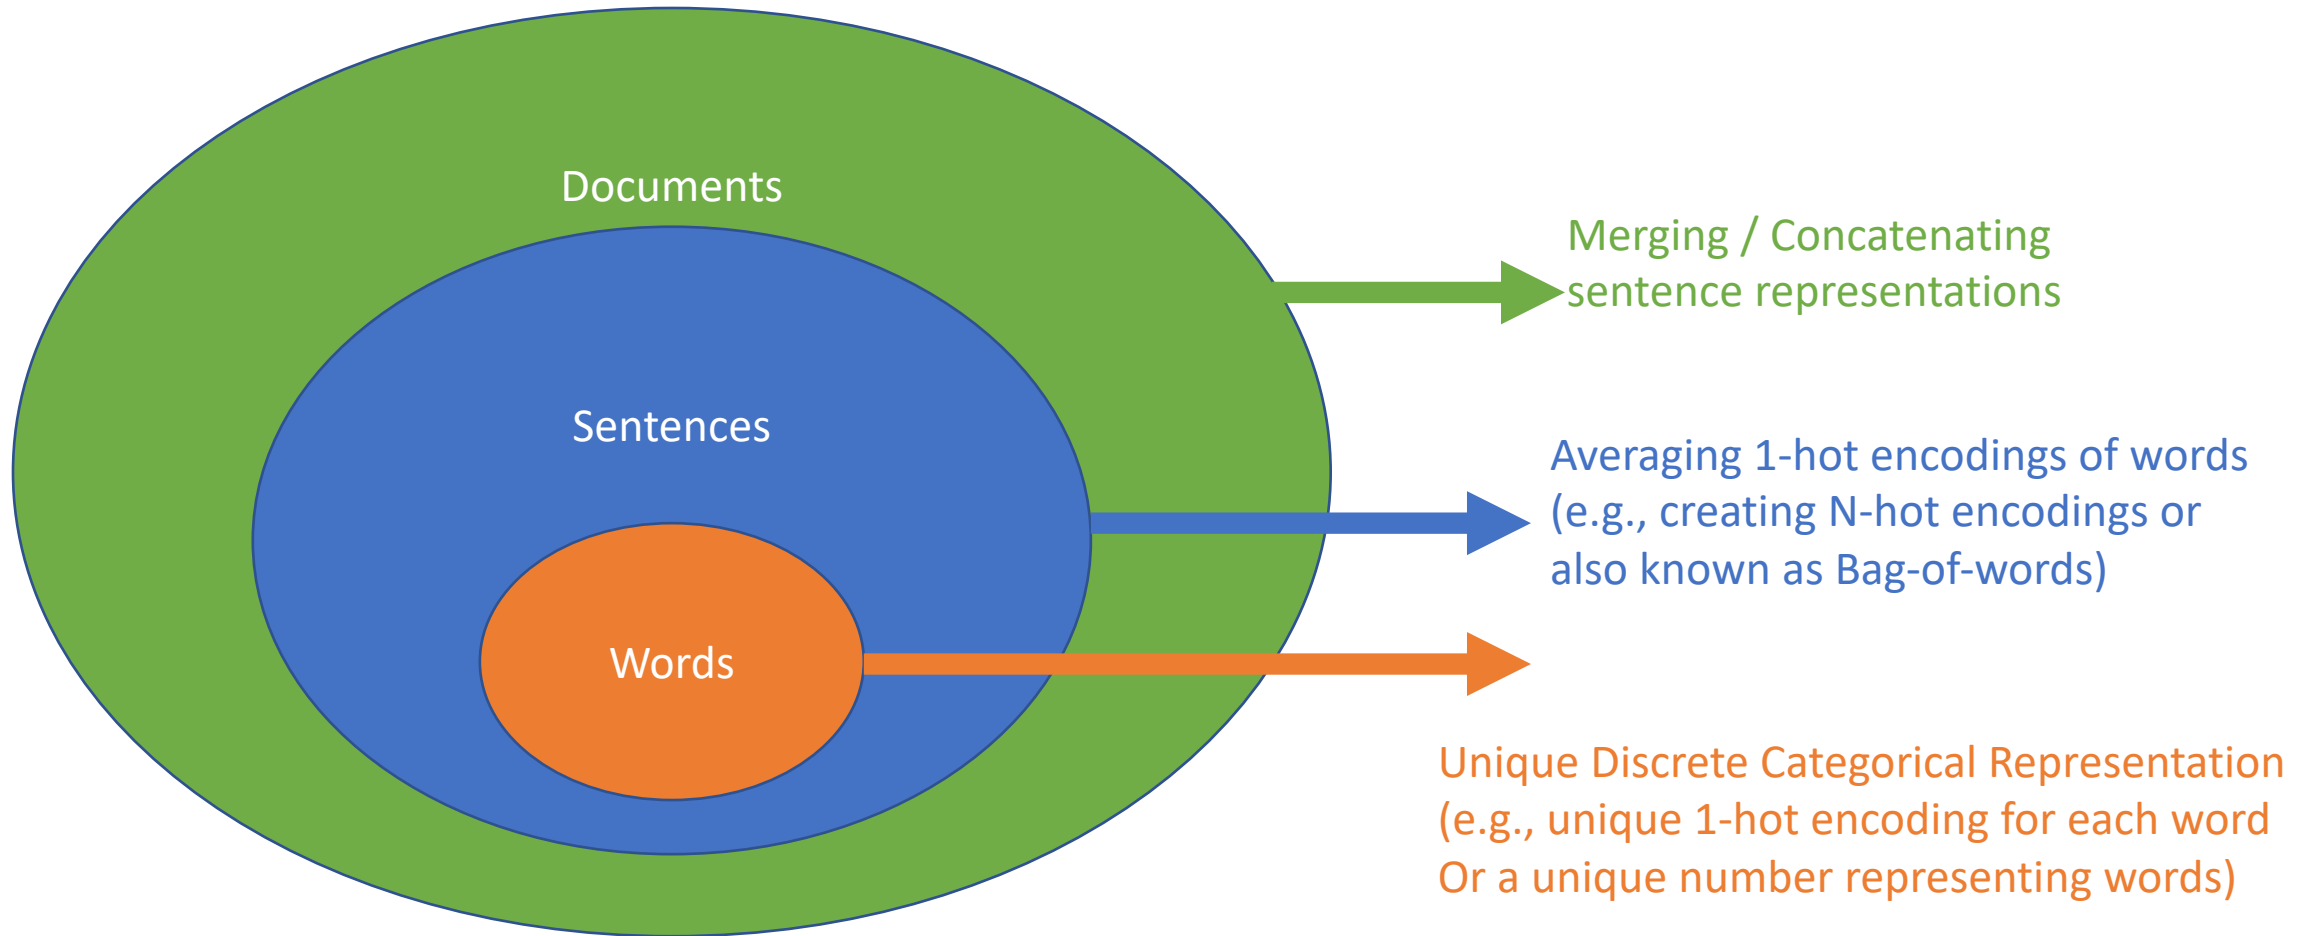 Documents
Merging / Concatenating
sentence representations
Sentences
Averaging 1-hot encodings of words
(e.g., creating N-hot encodings or
also known as Bag-of-words)
Words
Unique Discrete Categorical Representation
(e.g., unique 1-hot encoding for each word
Or a unique number representing words)